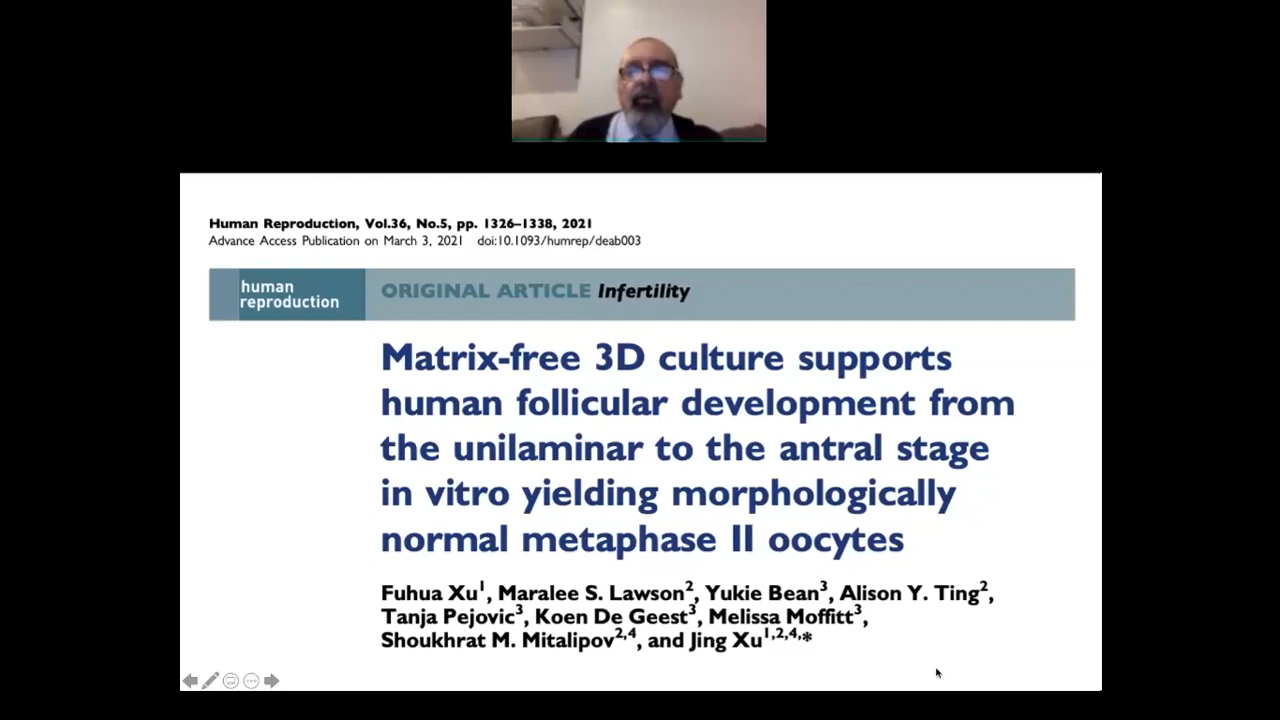 Human Reproduction, Vol.36, No.5, pp. 1326–1338, 2021
Advance Access Publication on March 3, 2021 doi:10.1093/humrep/deab003
human
reproduction
ORIGINAL ARTICLE Infertility
Matrix-free 3D culture supports
human follicular development from
the unilaminar to the antral stage
in vitro yielding morphologically
normal metaphase II oocytes
Fuhua Xu1, Maralee S. Lawson2, Yukie Bean3, Alison Y. Ting2,
Tanja Pejovic3, Koen De Geest3, Melissa Moffitt3,
Shoukhrat M. Mitalipov2,4, and Jing Xu1,2,4,*